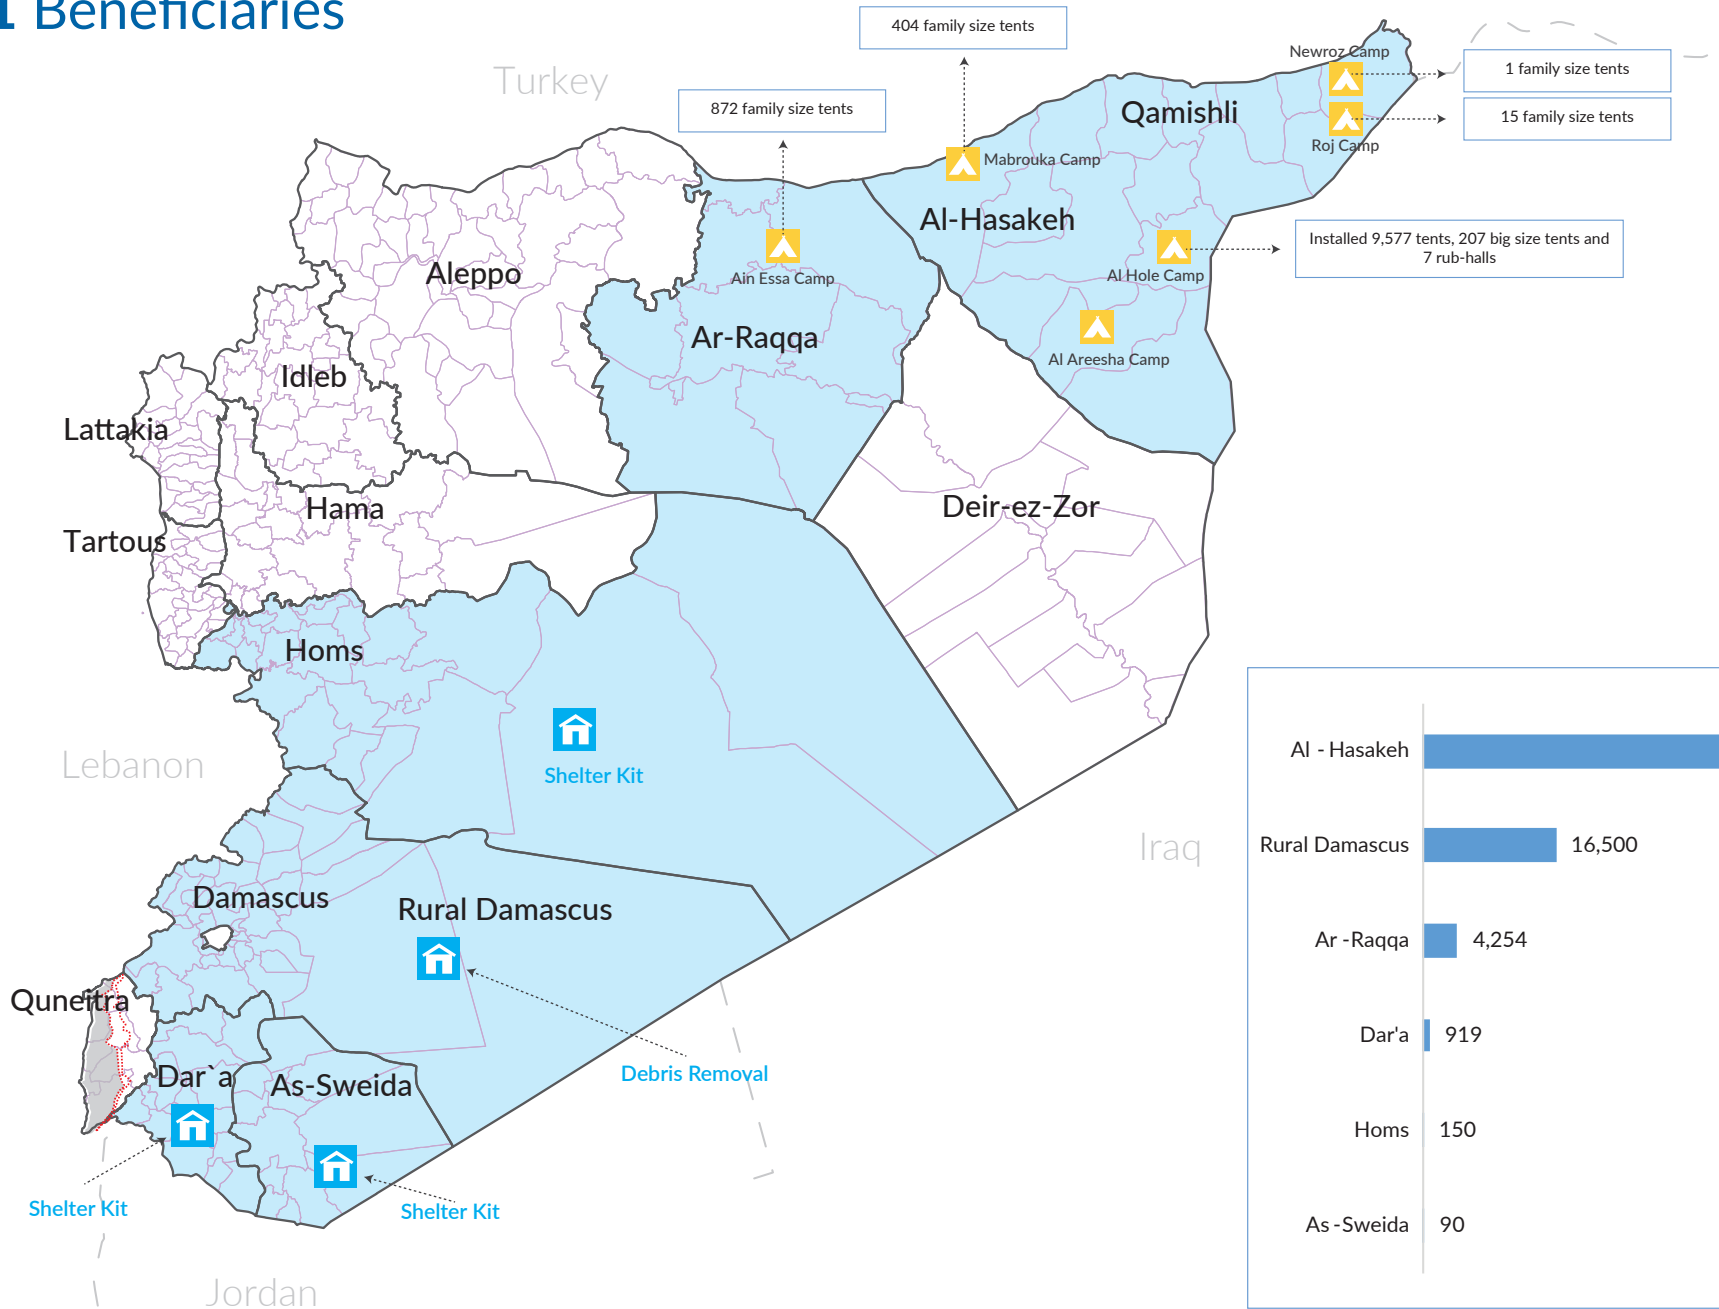 1 Beneficiaries
404 family size tents
Newroz Camp
1 family size tents
Turkey
872 family size tents
Qamishli
15 family size tents
Roj Camp
Mabrouka Camp
Al-Hasakeh
Installed 9,577 tents, 207 big size tents and
7 rub-halls
Aleppo
Ain Essa Camp
Al Hole Camp
Ar-Raqqa
Al Areesha Camp
Idleb
Lattakia
Hama
Deir-ez-Zor
Tartous
Homs
Shelter Kit
Lebanon
Iraq
Damascus
Rural Damascus
Quneitra
Debris Removal
Dar`a
As-Sweida
Shelter Kit
Shelter Kit
Jordan
Al - Hasakeh
Rural Damascus 16,500
Ar -Raqqa 4,254
Dar'a 919
Homs 150
As -Sweida 90